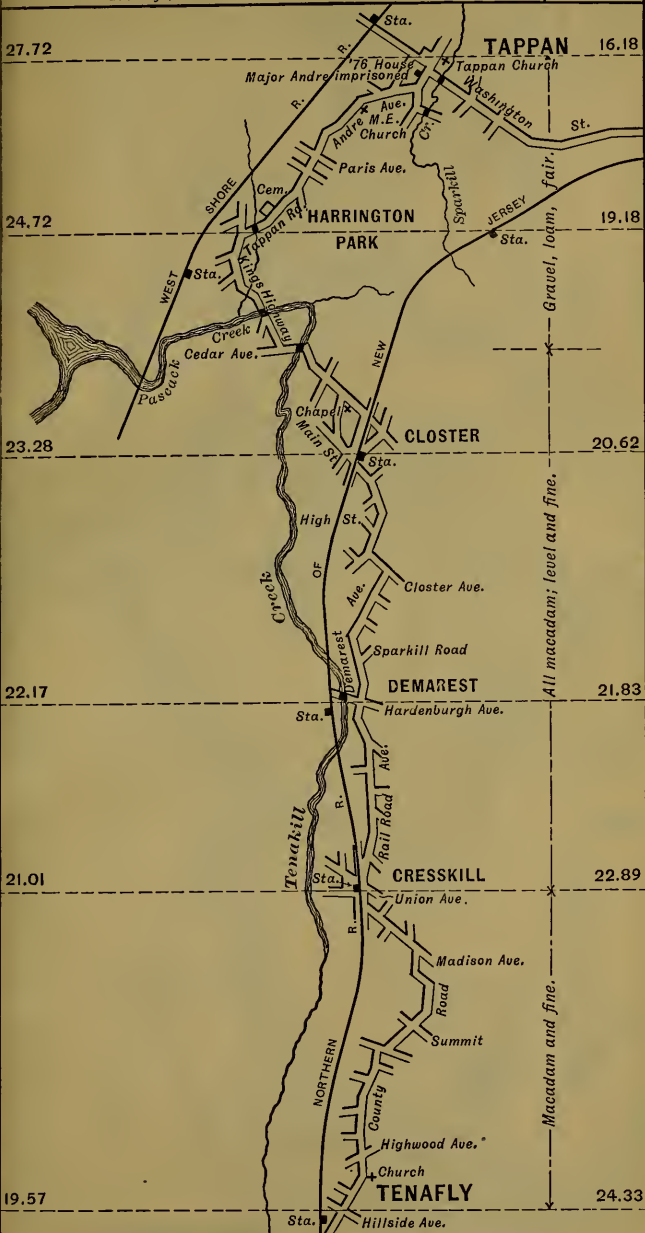 Sta.
27.72
TAPPAN
16.18
'76 House
Tappan Church
Major Andre imprisoned
Washington
St.
Andre
Ave.
M.E.
Church
Cr.
Sparkill
Paris Ave.
WEST SHORE R. R.
Cem.
24.72
HARRINGTON
PARK
19.18
Tappan Rd.
JERSEY
Sta.
Sta.
Gravel, loam, fair.
Kings Highway
Pascack
Creek
Cedar Ave.
NEW
Chapel
Main St.
CLOSTER
23.28
Sta.
20.62
High St.
OF
Creek
Closter Ave.
Ave.
Demarest
Sparkill Road
All macadam; level and fine.
DEMAREST
22.17
21.83
Sta.
Hardenburgh Ave.
Ave.
Rail Road
R.
Tenakill
CRESSKILL
21.01
Sta.
22.89
Union Ave.
R.
Madison Ave.
Road
Summit
NORTHERN
County
Macadam and fine.
Highwood Ave.
Church
19.57
TENAFLY
24.33
Sta.
Hillside Ave.